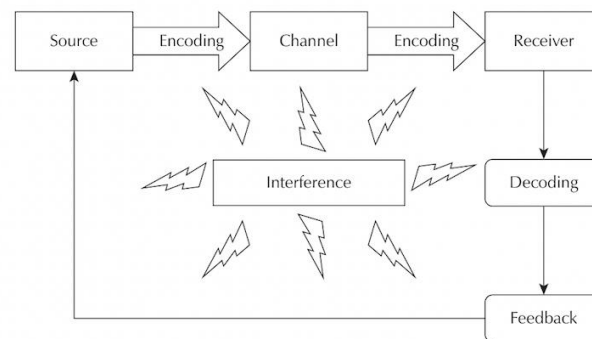 Source
Encoding
Channel
Encoding
Receiver
Interference
Decoding
Feedback